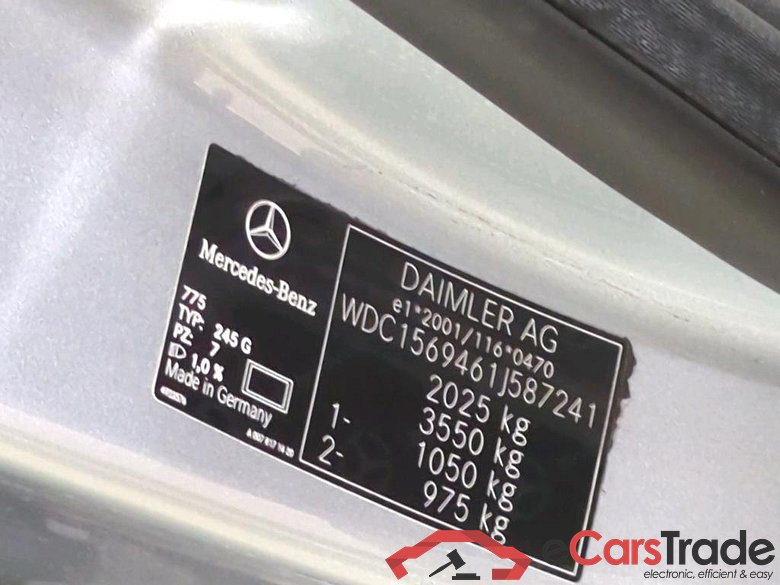 Mercedes-Benz
775
TYP: 245 G
PZ: 7
1,0 %
Made in Germany
DAIMLER AG
e1*2001/116*0470
WDC1569461J587241
2025 kg
3550 kg
1- 1050 kg
2- 975 kg
eCarsTrade
electronic, efficient & easy